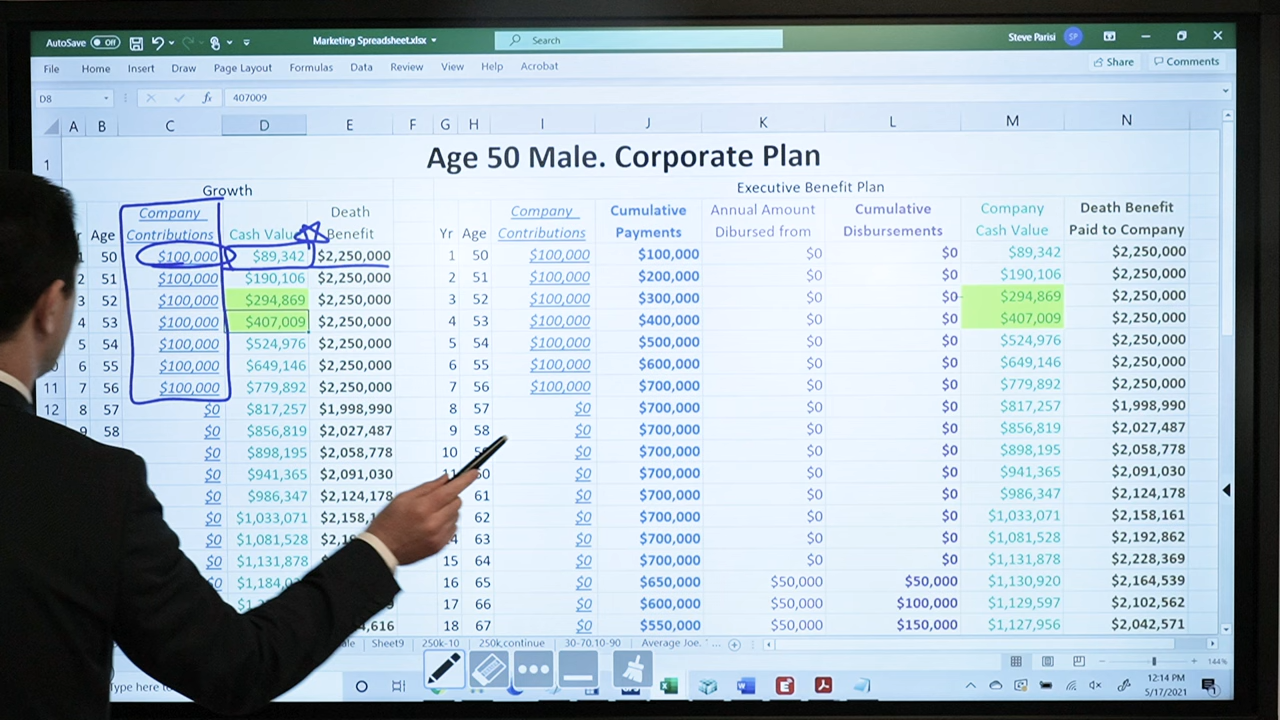 AutoSave Off Marketing Spreadsheet.xlsx Search Steve Parisi SP
File Home Insert Draw Page Layout Formulas Data Review View Help Acrobat Share Comments
D8 fx 407009
A B C D E F G H I J K L M N
1 Age 50 Male. Corporate Plan
Growth Executive Benefit Plan
Company Death Company Cumulative Annual Amount Cumulative Company Death Benefit
Age Contributions Cash Benefit Yr Age Contributions Payments Dibursed from Disbursements Cash Value Paid to Company
1 50 $100,000 $89,342 $2,250,000 1 50 $100,000 $100,000 $0 $0 $89,342 $2,250,000
2 51 $100,000 $190,106 $2,250,000 2 51 $100,000 $200,000 $0 $0 $190,106 $2,250,000
3 52 $100,000 $294,869 $2,250,000 3 52 $100,000 $300,000 $0 $0 $294,869 $2,250,000
4 53 $100,000 $407,009 $2,250,000 4 53 $100,000 $400,000 $0 $0 $407,009 $2,250,000
5 54 $100,000 $524,976 $2,250,000 5 54 $100,000 $500,000 $0 $0 $524,976 $2,250,000
6 55 $100,000 $649,146 $2,250,000 6 55 $100,000 $600,000 $0 $0 $649,146 $2,250,000
11 7 56 $100,000 $779,892 $2,250,000 7 56 $100,000 $700,000 $0 $0 $779,892 $2,250,000
12 8 57 $0 $817,257 $1,998,990 8 57 $0 $700,000 $0 $0 $817,257 $1,998,990
9 58 $0 $856,819 $2,027,487 9 58 $0 $700,000 $0 $0 $856,819 $2,027,487
$0 $898,195 $2,058,778 10 $0 $700,000 $0 $0 $898,195 $2,058,778
$0 $941,365 $2,091,030 $0 $700,000 $0 $0 $941,365 $2,091,030
$0 $986,347 $2,124,178 61 $0 $700,000 $0 $0 $986,347 $2,124,178
$0 $1,033,071 62 $0 $700,000 $0 $0 $1,033,071 $2,158,161
$0 $1,081,528 63 $0 $700,000 $0 $0 $1,081,528 $2,192,862
$0 $1,131,878 15 64 $0 $700,000 $0 $0 $1,131,878 $2,228,369
16 65 $0 $650,000 $50,000 $50,000 $1,130,920 $2,164,539
17 66 $0 $600,000 $50,000 $100,000 $1,129,597 $2,102,562
18 67 $0 $550,000 $50,000 $150,000 $1,127,956 $2,042,571
Sheet9 250k-10 250k,continue 30-70.10-90 Average Joe. ...
144%
here
12:14 PM
5/17/2021